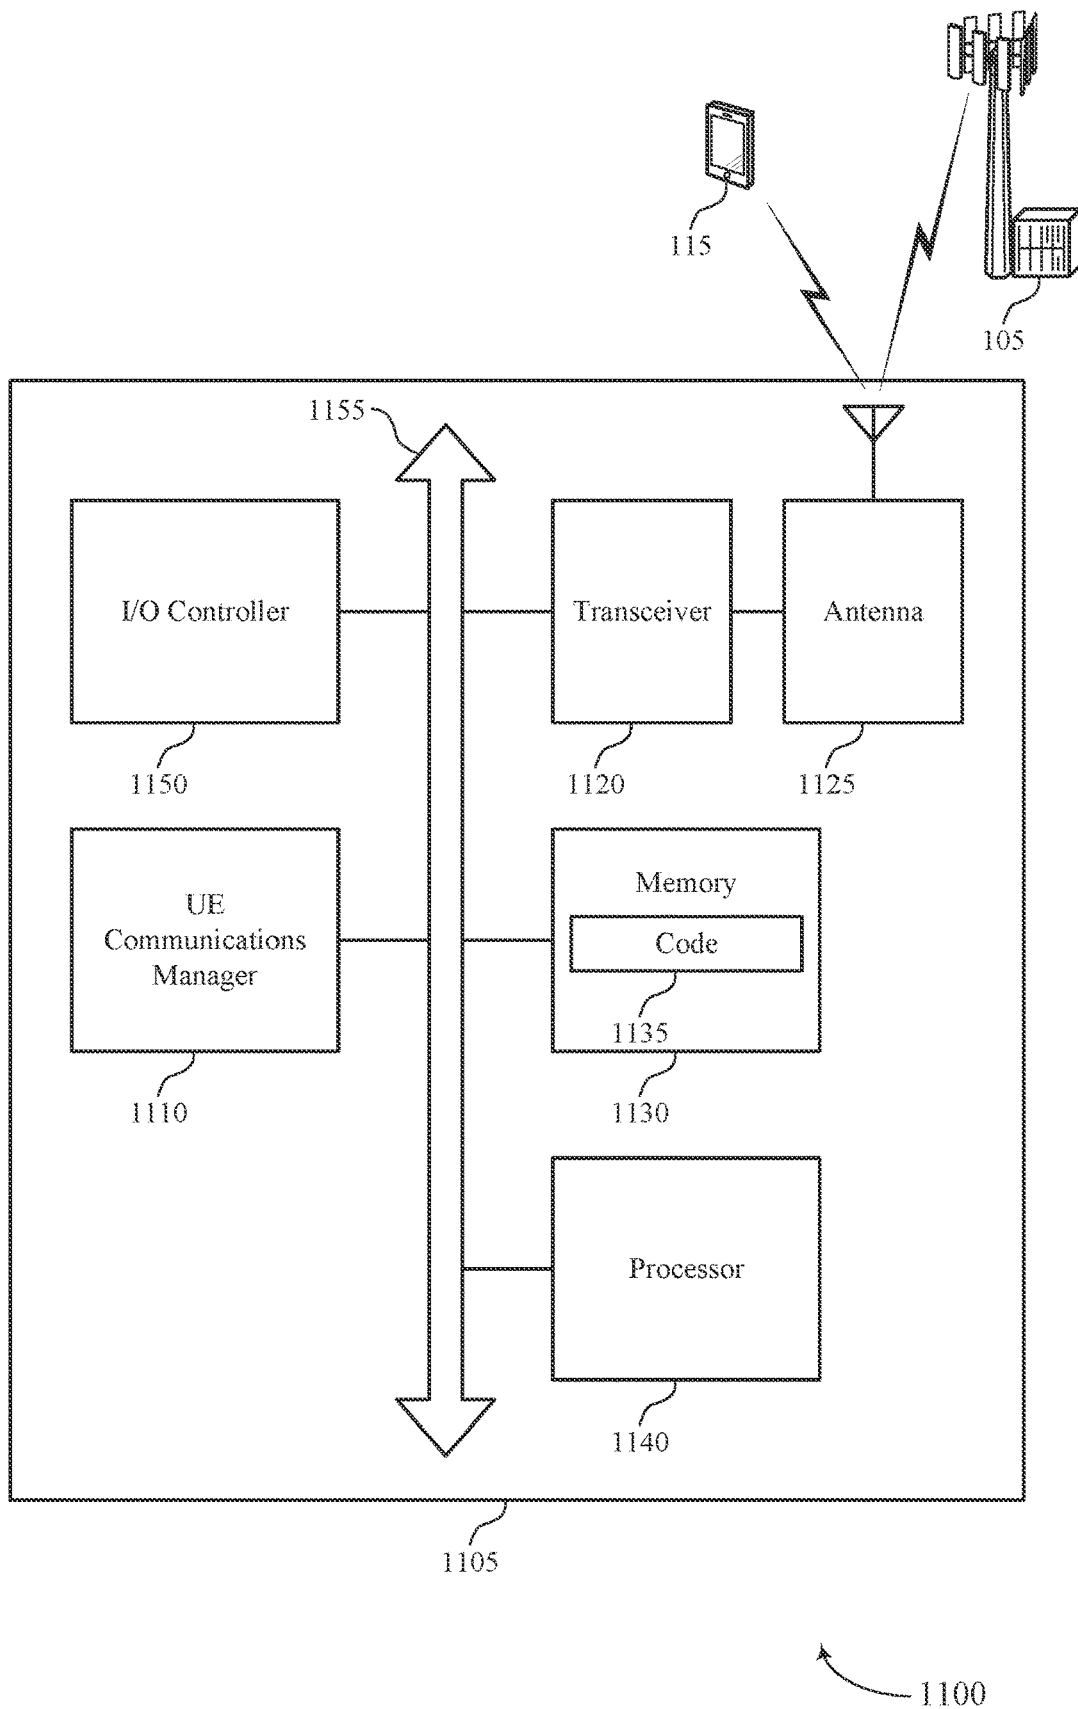 115
105
1155
I/O Controller
Transceiver
Antenna
1150
1120
1125
UE
Communications
Manager
Memory
Code
1135
1110
1130
Processor
1140
1105
1100